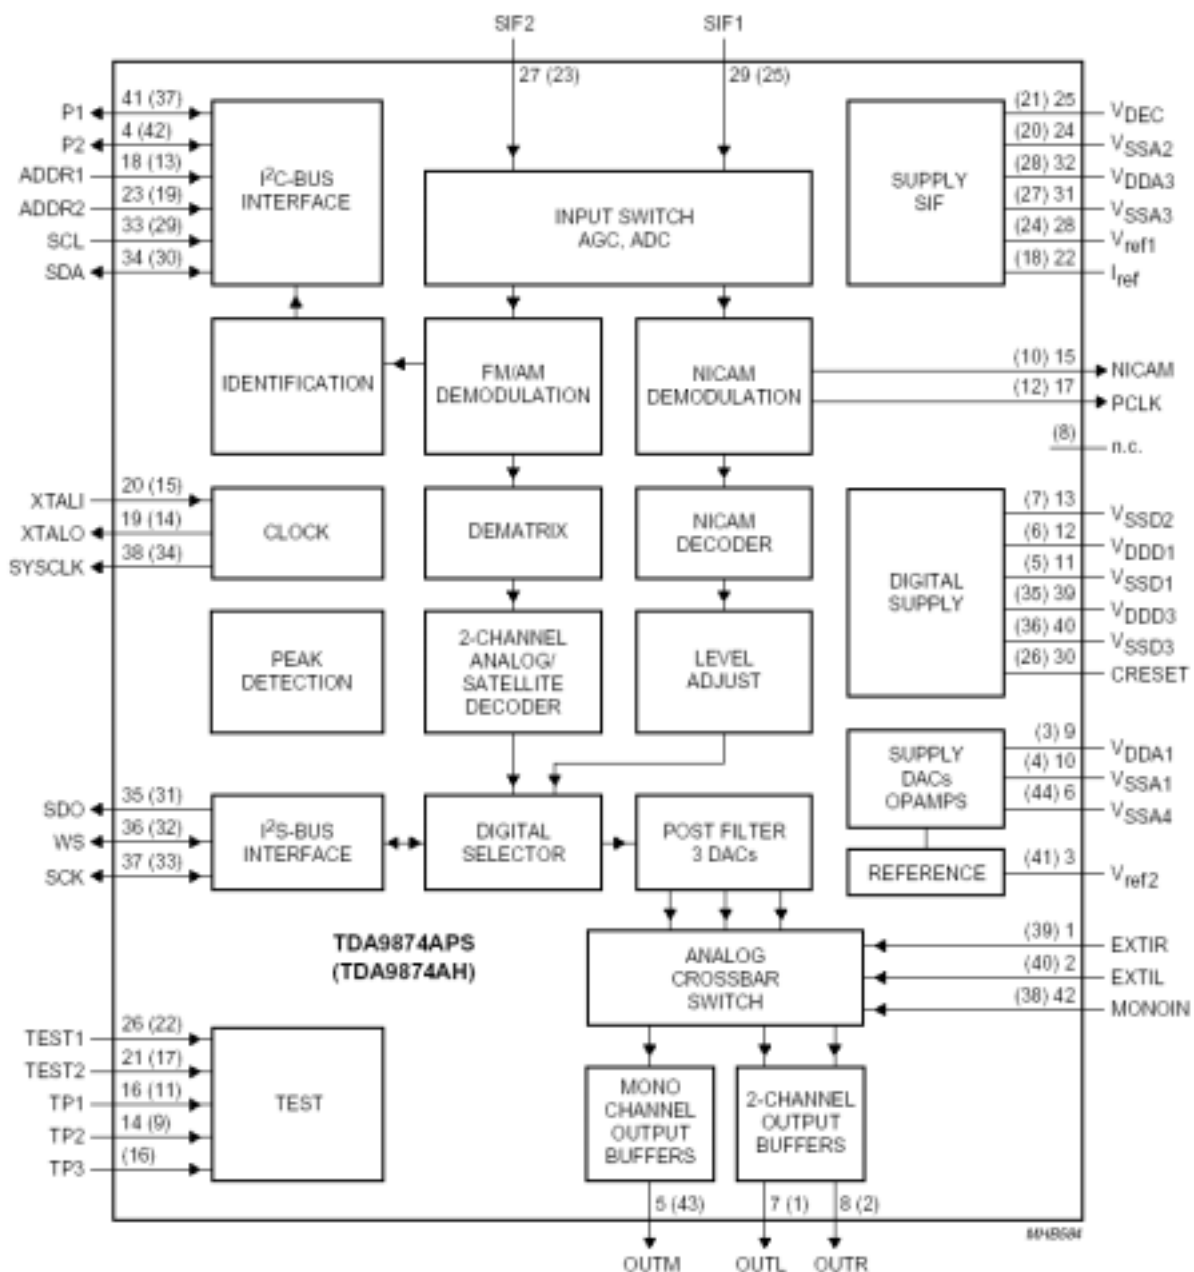 SIF2
SIF1
27 (23)
29 (25)
P1
41 (37)
P2
4 (42)
ADDR1
18 (13)
ADDR2
23 (19)
SCL
33 (29)
SDA
34 (30)
I²C-BUS
INTERFACE
INPUT SWITCH
AGC, ADC
SUPPLY
SIF
(21) 25
VDEC
(20) 24
VSSA2
(28) 32
VDDA3
(27) 31
VSSA3
(24) 28
Vref1
(18) 22
Iref
IDENTIFICATION
FM/AM
DEMODULATION
NICAM
DEMODULATION
(10) 15
NICAM
(12) 17
PCLK
(8)
n.c.
XTALI
20 (15)
XTALO
19 (14)
SYSCLK
38 (34)
CLOCK
DEMATRIX
NICAM
DECODER
DIGITAL
SUPPLY
(7) 13
VSSD2
(6) 12
VDDD1
(5) 11
VSSD1
(35) 39
VDDD3
(36) 40
VSSD3
(26) 30
CRESET
PEAK
DETECTION
2-CHANNEL
ANALOG/
SATELLITE
DECODER
LEVEL
ADJUST
SUPPLY
DACs
OPAMPS
(3) 9
VDDA1
(4) 10
VSSA1
(44) 6
VSSA4
SDO
35 (31)
WS
36 (32)
SCK
37 (33)
I²S-BUS
INTERFACE
DIGITAL
SELECTOR
POST FILTER
3 DACs
REFERENCE
(41) 3
Vref2
TDA9874APS
(TDA9874AH)
ANALOG
CROSSBAR
SWITCH
(39) 1
EXTIR
(40) 2
EXTIL
(38) 42
MONOIN
TEST1
26 (22)
TEST2
21 (17)
TP1
16 (11)
TP2
14 (9)
TP3
(16)
TEST
MONO
CHANNEL
OUTPUT
BUFFERS
2-CHANNEL
OUTPUT
BUFFERS
5 (43)
7 (1)
8 (2)
MHB584
OUTM
OUTL
OUTR